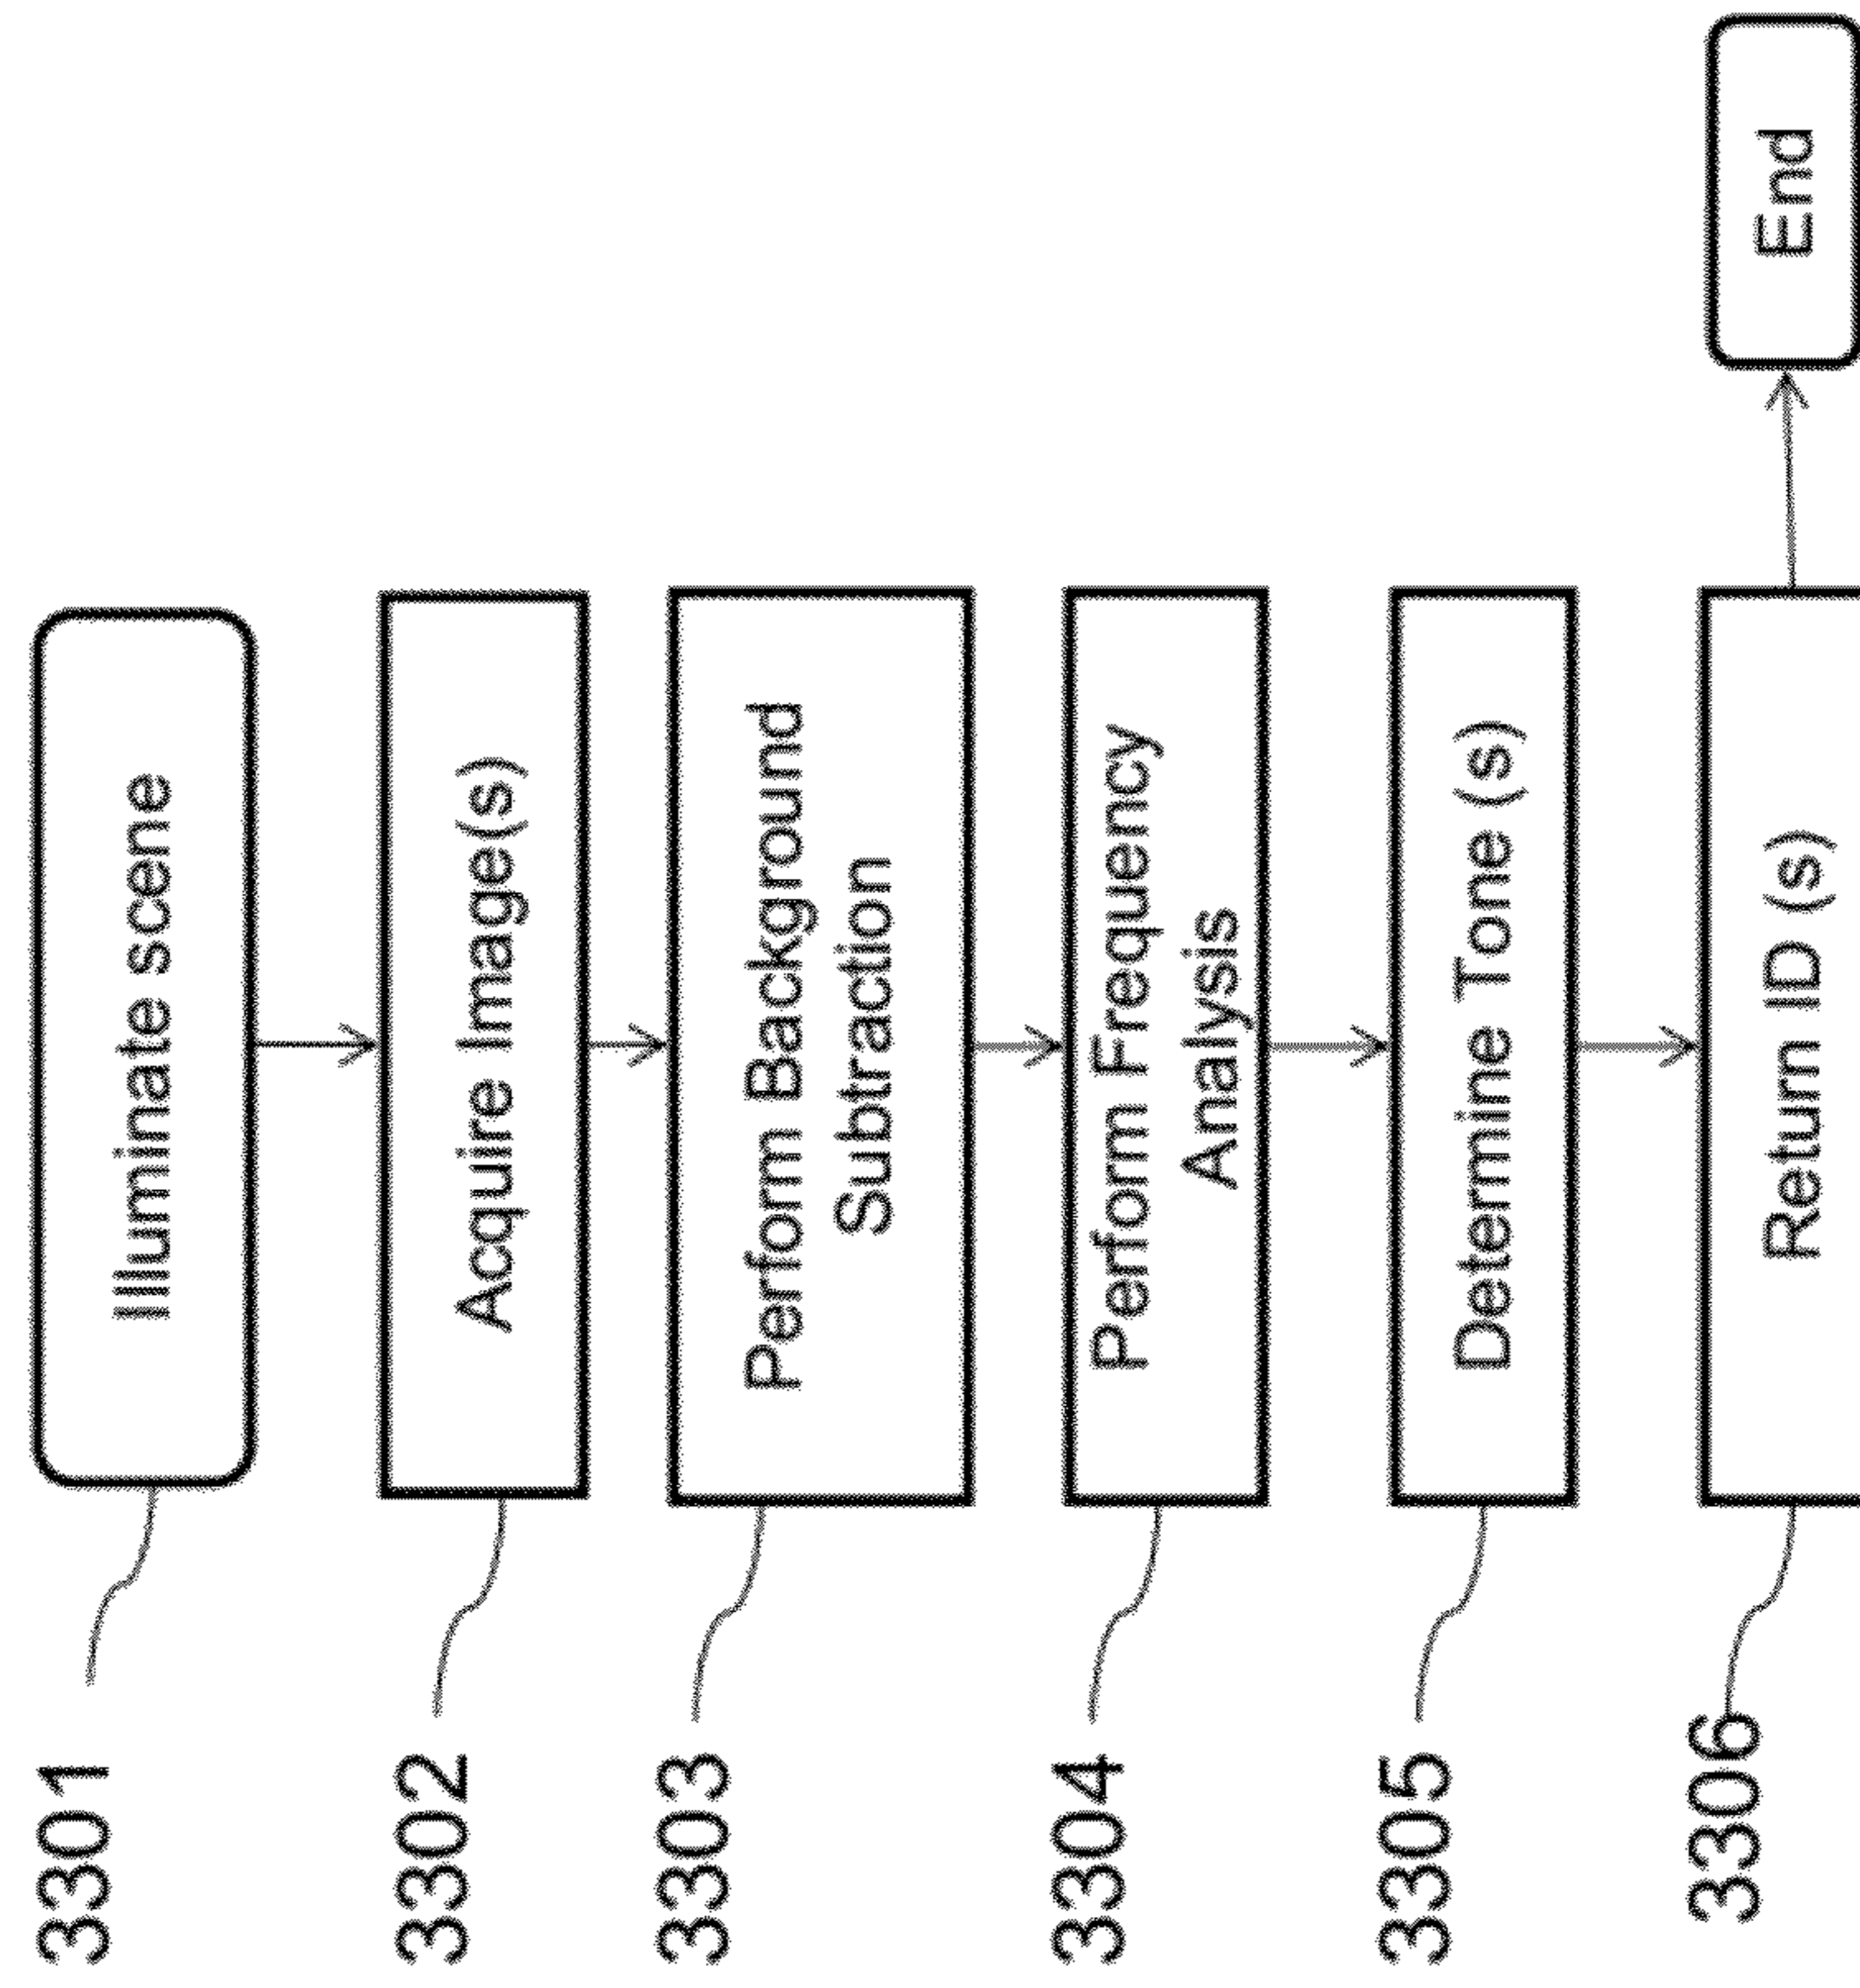 3301
Illuminate scene
3302
Acquire Image(s)
3303
Perform Background
Subtraction
3304
Perform Frequency
Analysis
3305
Determine Tone (s)
3306
Return ID (s)
End